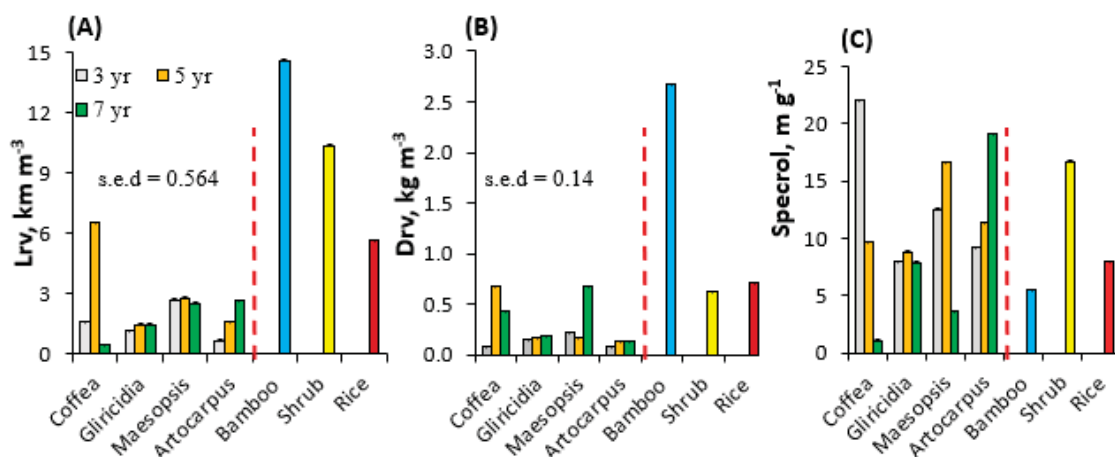 (A)
Lrv, km m-3
15
12
9
6
3
0
3 yr
5 yr
7 yr
s.e.d = 0.564
Coffea
Gliricidia
Maesopsis
Artocarpus
Bamboo
Shrub
Rice
(B)
Drv, kg m-3
3.0
2.5
2.0
1.5
1.0
0.5
0.0
s.e.d = 0.14
Coffea
Gliricidia
Maesopsis
Artocarpus
Bamboo
Shrub
Rice
(C)
Specrol, m g-1
25
20
15
10
5
0
Coffea
Gliricidia
Maesopsis
Artocarpus
Bamboo
Shrub
Rice